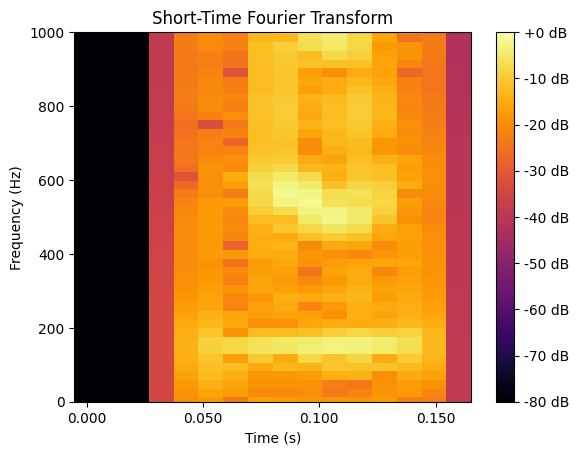 Short-Time Fourier Transform
1000
800
600
400
200
0
Frequency (Hz)
0.000
0.050
0.100
0.150
Time (s)
+0 dB
-10 dB
-20 dB
-30 dB
-40 dB
-50 dB
-60 dB
-70 dB
-80 dB